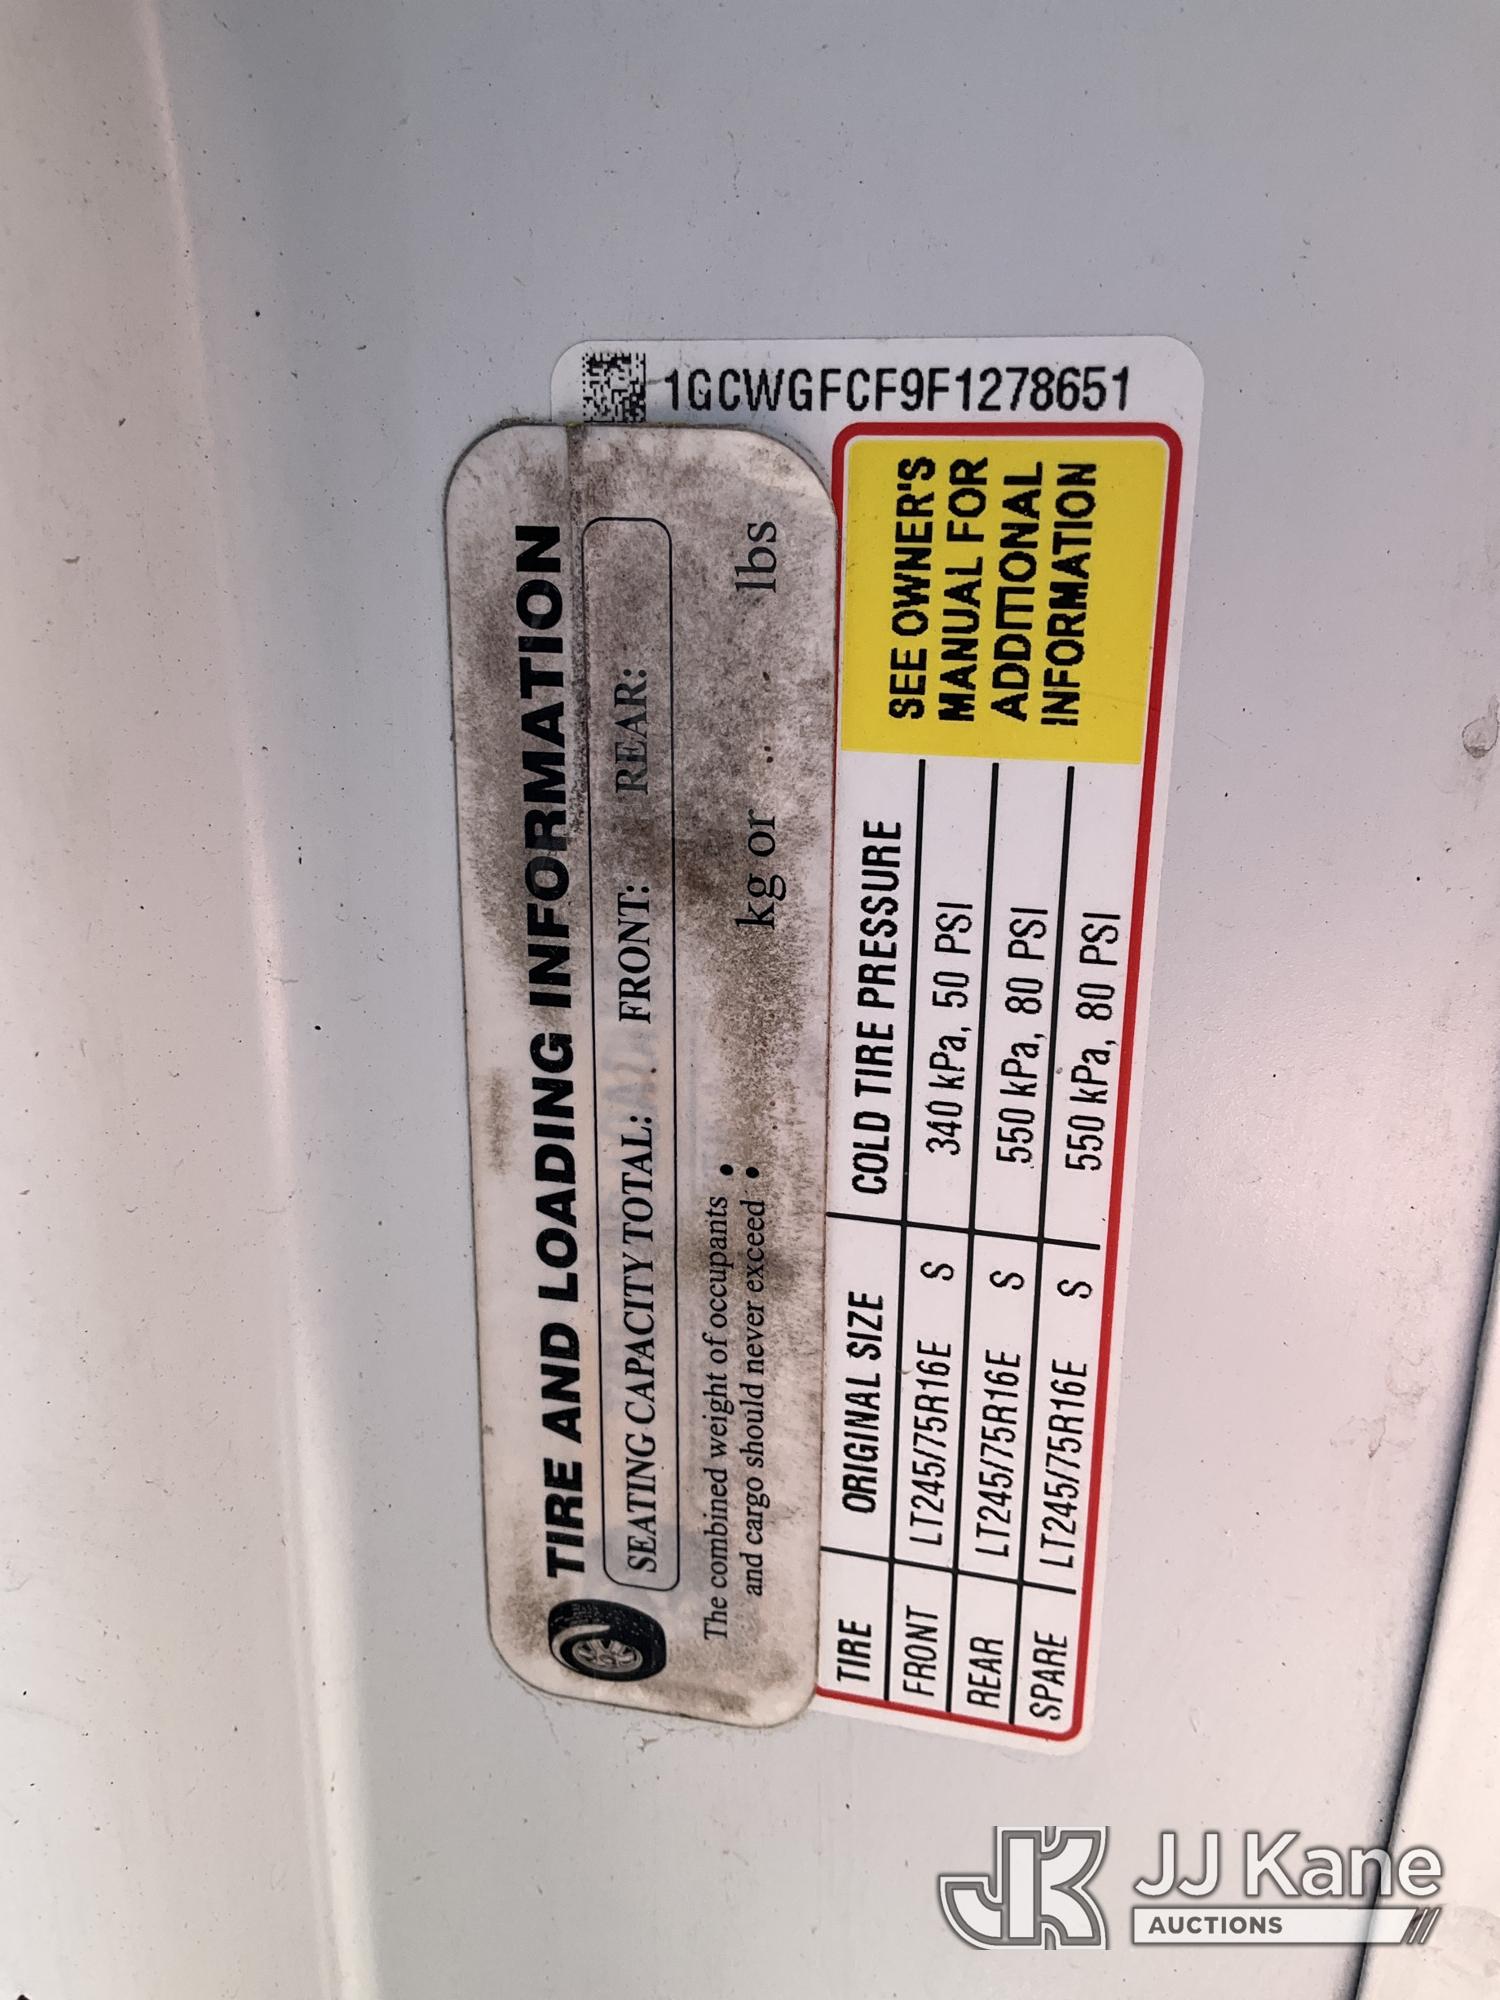 TIRE AND LOADING INFORMATION
SEATING CAPACITY TOTAL: FRONT: REAR:
The combined weight of occupants
and cargo should never exceed : kg or lbs
1GCWGFCF9F1278651
TIRE ORIGINAL SIZE COLD TIRE PRESSURE
FRONT LT245/75R16E S 340 kPa, 50 PSI
REAR LT245/75R16E S 550 kPa, 80 PSI
SPARE LT245/75R16E S 550 kPa, 80 PSI
SEE OWNER'S
MANUAL FOR
ADDITIONAL
INFORMATION
JK JJ Kane
AUCTIONS